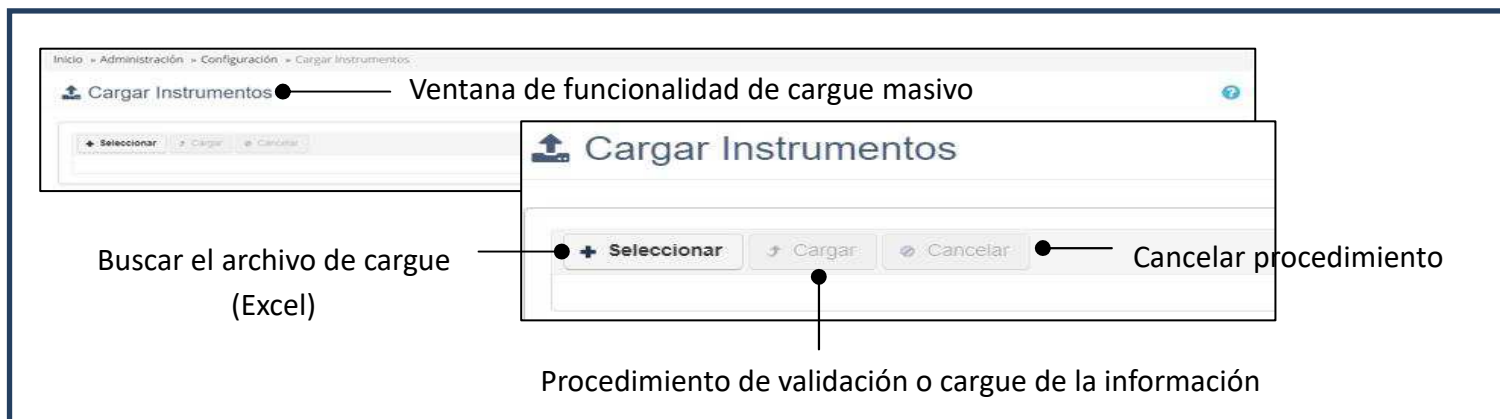 Inicio » Administración » Configuración » Cargar Instrumentos
Cargar Instrumentos
Ventana de funcionalidad de cargue masivo
?
+ Seleccionar Cargar Cancelar
Cargar Instrumentos
+ Seleccionar Cargar Cancelar
Buscar el archivo de cargue
(Excel)
Cancelar procedimiento
Procedimiento de validación o cargue de la información